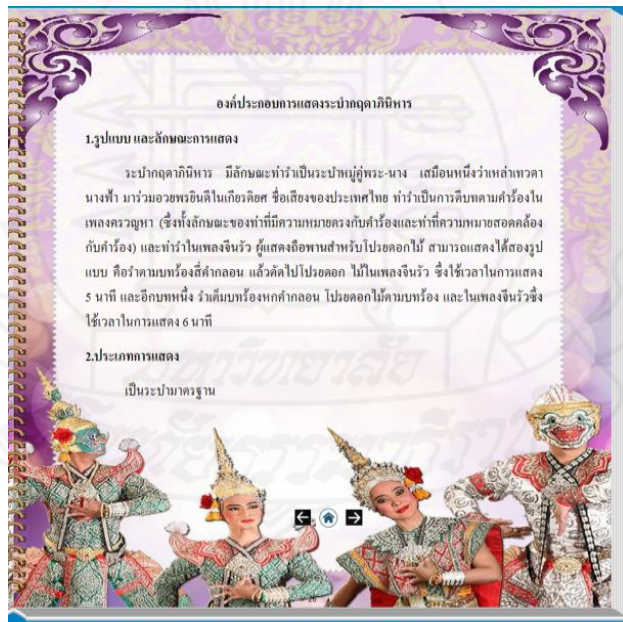 องค์ประกอบการแสดงระบำกฤดาภินิหาร
1.รูปแบบ และลักษณะการแสดง
ระบำกฤดาภินิหาร มีลักษณะท่ารำเป็นระบำหมู่คู่พระ-นาง เสมือนหนึ่งว่าเหล่าเทวดา
นางฟ้า มาร่วมอวยพรยินดีในเกียรติยศ ชื่อเสียงของประเทศไทย ท่ารำเป็นการตีบทตามคำร้องใน
เพลงครวญหา (ซึ่งทั้งลักษณะของท่าที่มีความหมายตรงกับคำร้องและท่าที่ความหมายสอดคล้อง
กับคำร้อง) และท่ารำในเพลงจีนรัว ผู้แสดงถือพานสำหรับโปรยดอกไม้ สามารถแสดงได้สองรูป
แบบ คือรำตามบทร้องสี่คำกลอน แล้วตัดไปโปรยดอก ไม้ในเพลงจีนรัว ซึ่งใช้เวลาในการแสดง
5 นาที และอีกบทหนึ่ง รำเต็มบทร้องหกคำกลอน โปรยดอกไม้ตามบทร้อง และในเพลงจีนรัวซึ่ง
ใช้เวลาในการแสดง 6 นาที
2.ประเภทการแสดง
เป็นระบำมาตรฐาน